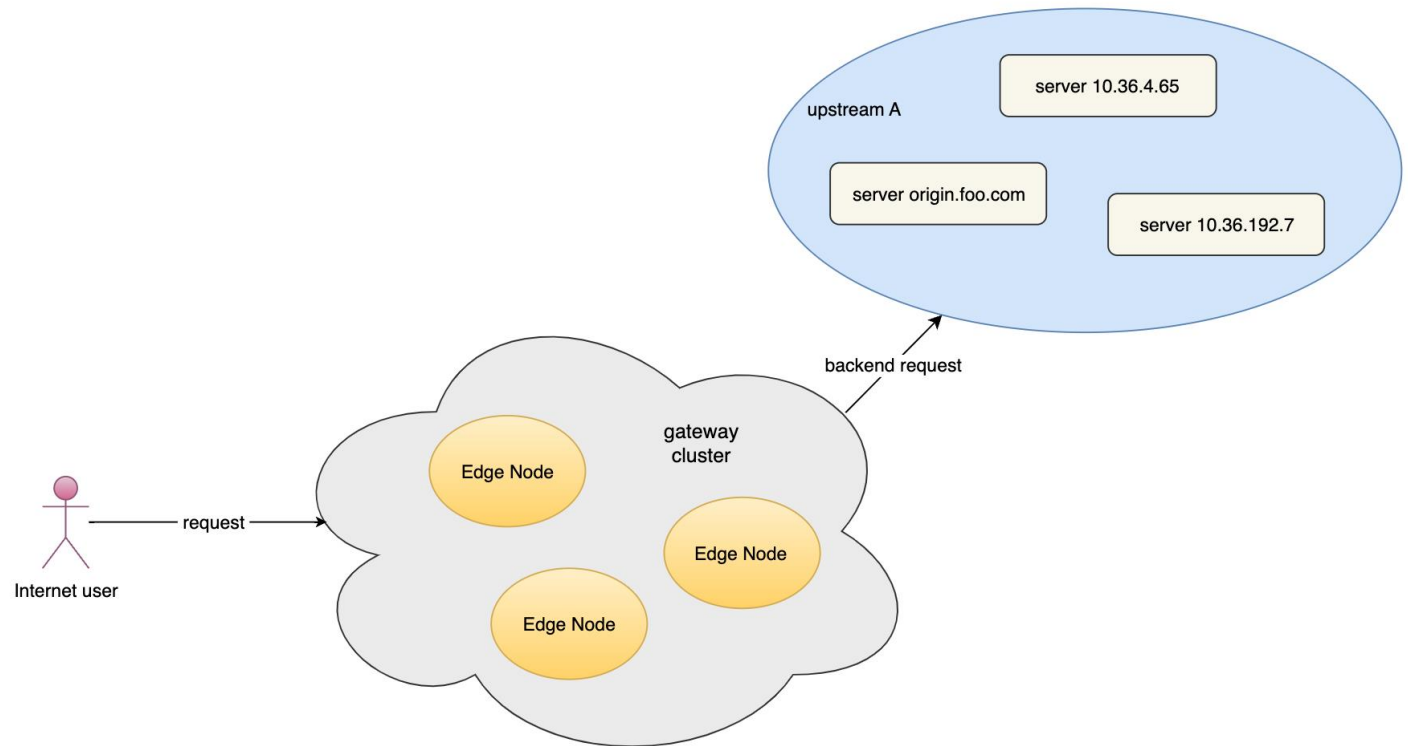 server 10.36.4.65
upstream A
server origin.foo.com
server 10.36.192.7
backend request
gateway
cluster
Edge Node
request
Edge Node
Internet user
Edge Node